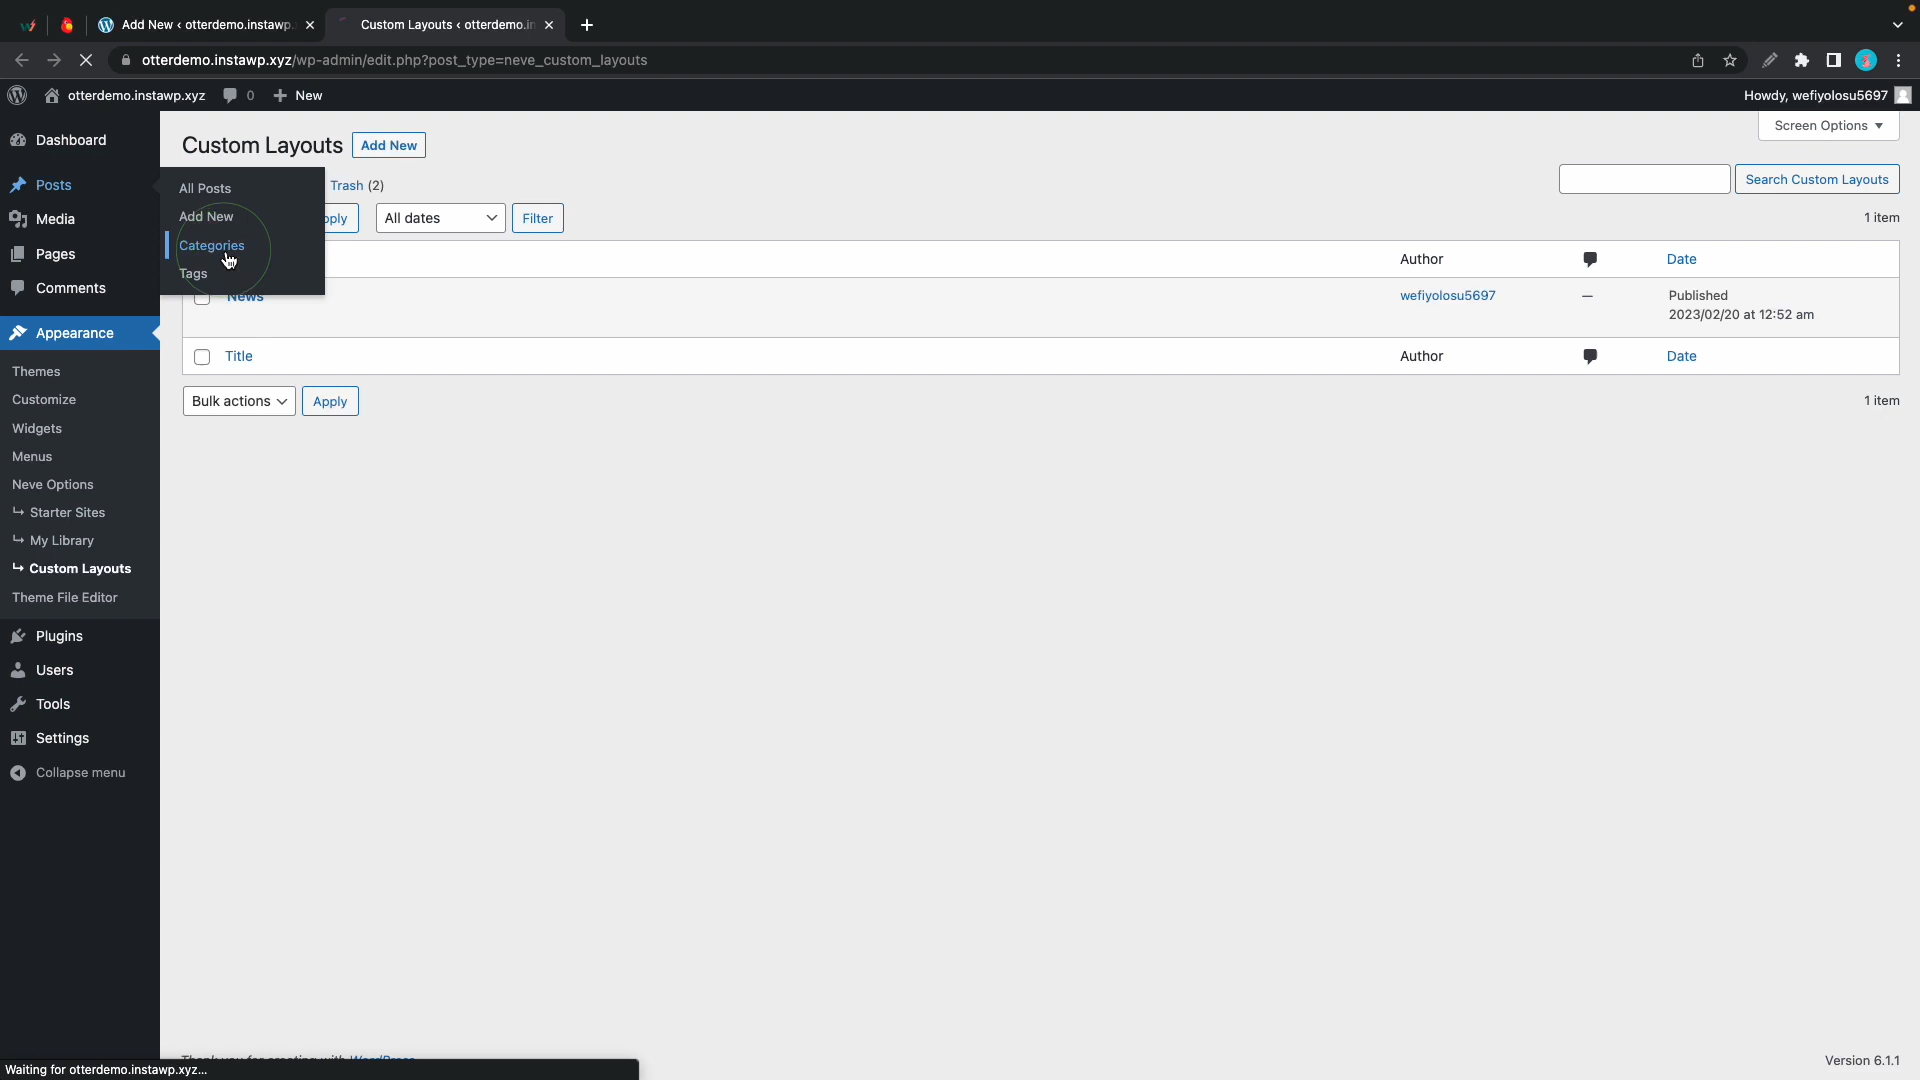 Add New ‹ otterdemo.instawp.
Custom Layouts ‹ otterdemo.in
otterdemo.instawp.xyz/wp-admin/edit.php?post_type=neve_custom_layouts
otterdemo.instawp.xyz
0
New
Howdy, wefiyolosu5697
Dashboard
Posts
Media
Pages
Comments
Appearance
Themes
Customize
Widgets
Menus
Neve Options
Starter Sites
My Library
Custom Layouts
Theme File Editor
Plugins
Users
Tools
Settings
Collapse menu
All Posts
Add New
Categories
Tags
Custom Layouts
Add New
Screen Options
Trash (2)
Search Custom Layouts
pply
All dates
Filter
1 item
Author
Date
News
wefiyolosu5697
—
Published
2023/02/20 at 12:52 am
Title
Author
Date
Bulk actions
Apply
1 item
Thank you for creating with WordPress
Version 6.1.1
Waiting for otterdemo.instawp.xyz...